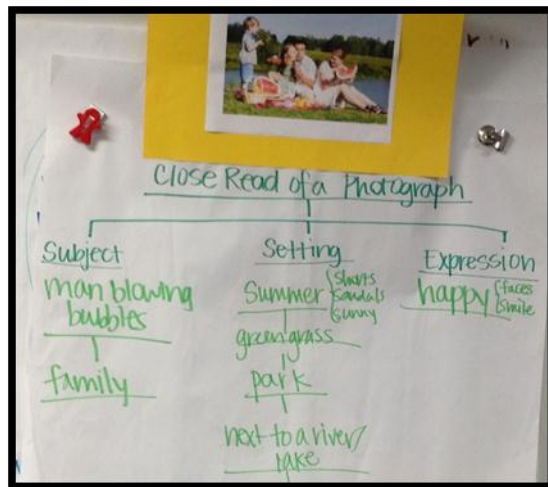 Close Read of a Photograph
Subject
man blowing
bubbles
family
Setting
Summer
shorts
sandals
sunny
green grass
park
next to a river/
lake
Expression
happy
faces
smile